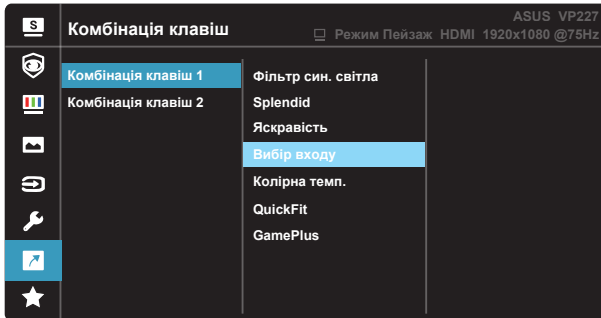 S
Комбінація клавіш
ASUS VP227
Режим Пейзаж HDMI 1920x1080 @75Hz
Комбінація клавіш 1
Комбінація клавіш 2
Фільтр син. світла
Splendid
Яскравість
Вибір входу
Колірна темп.
QuickFit
GamePlus